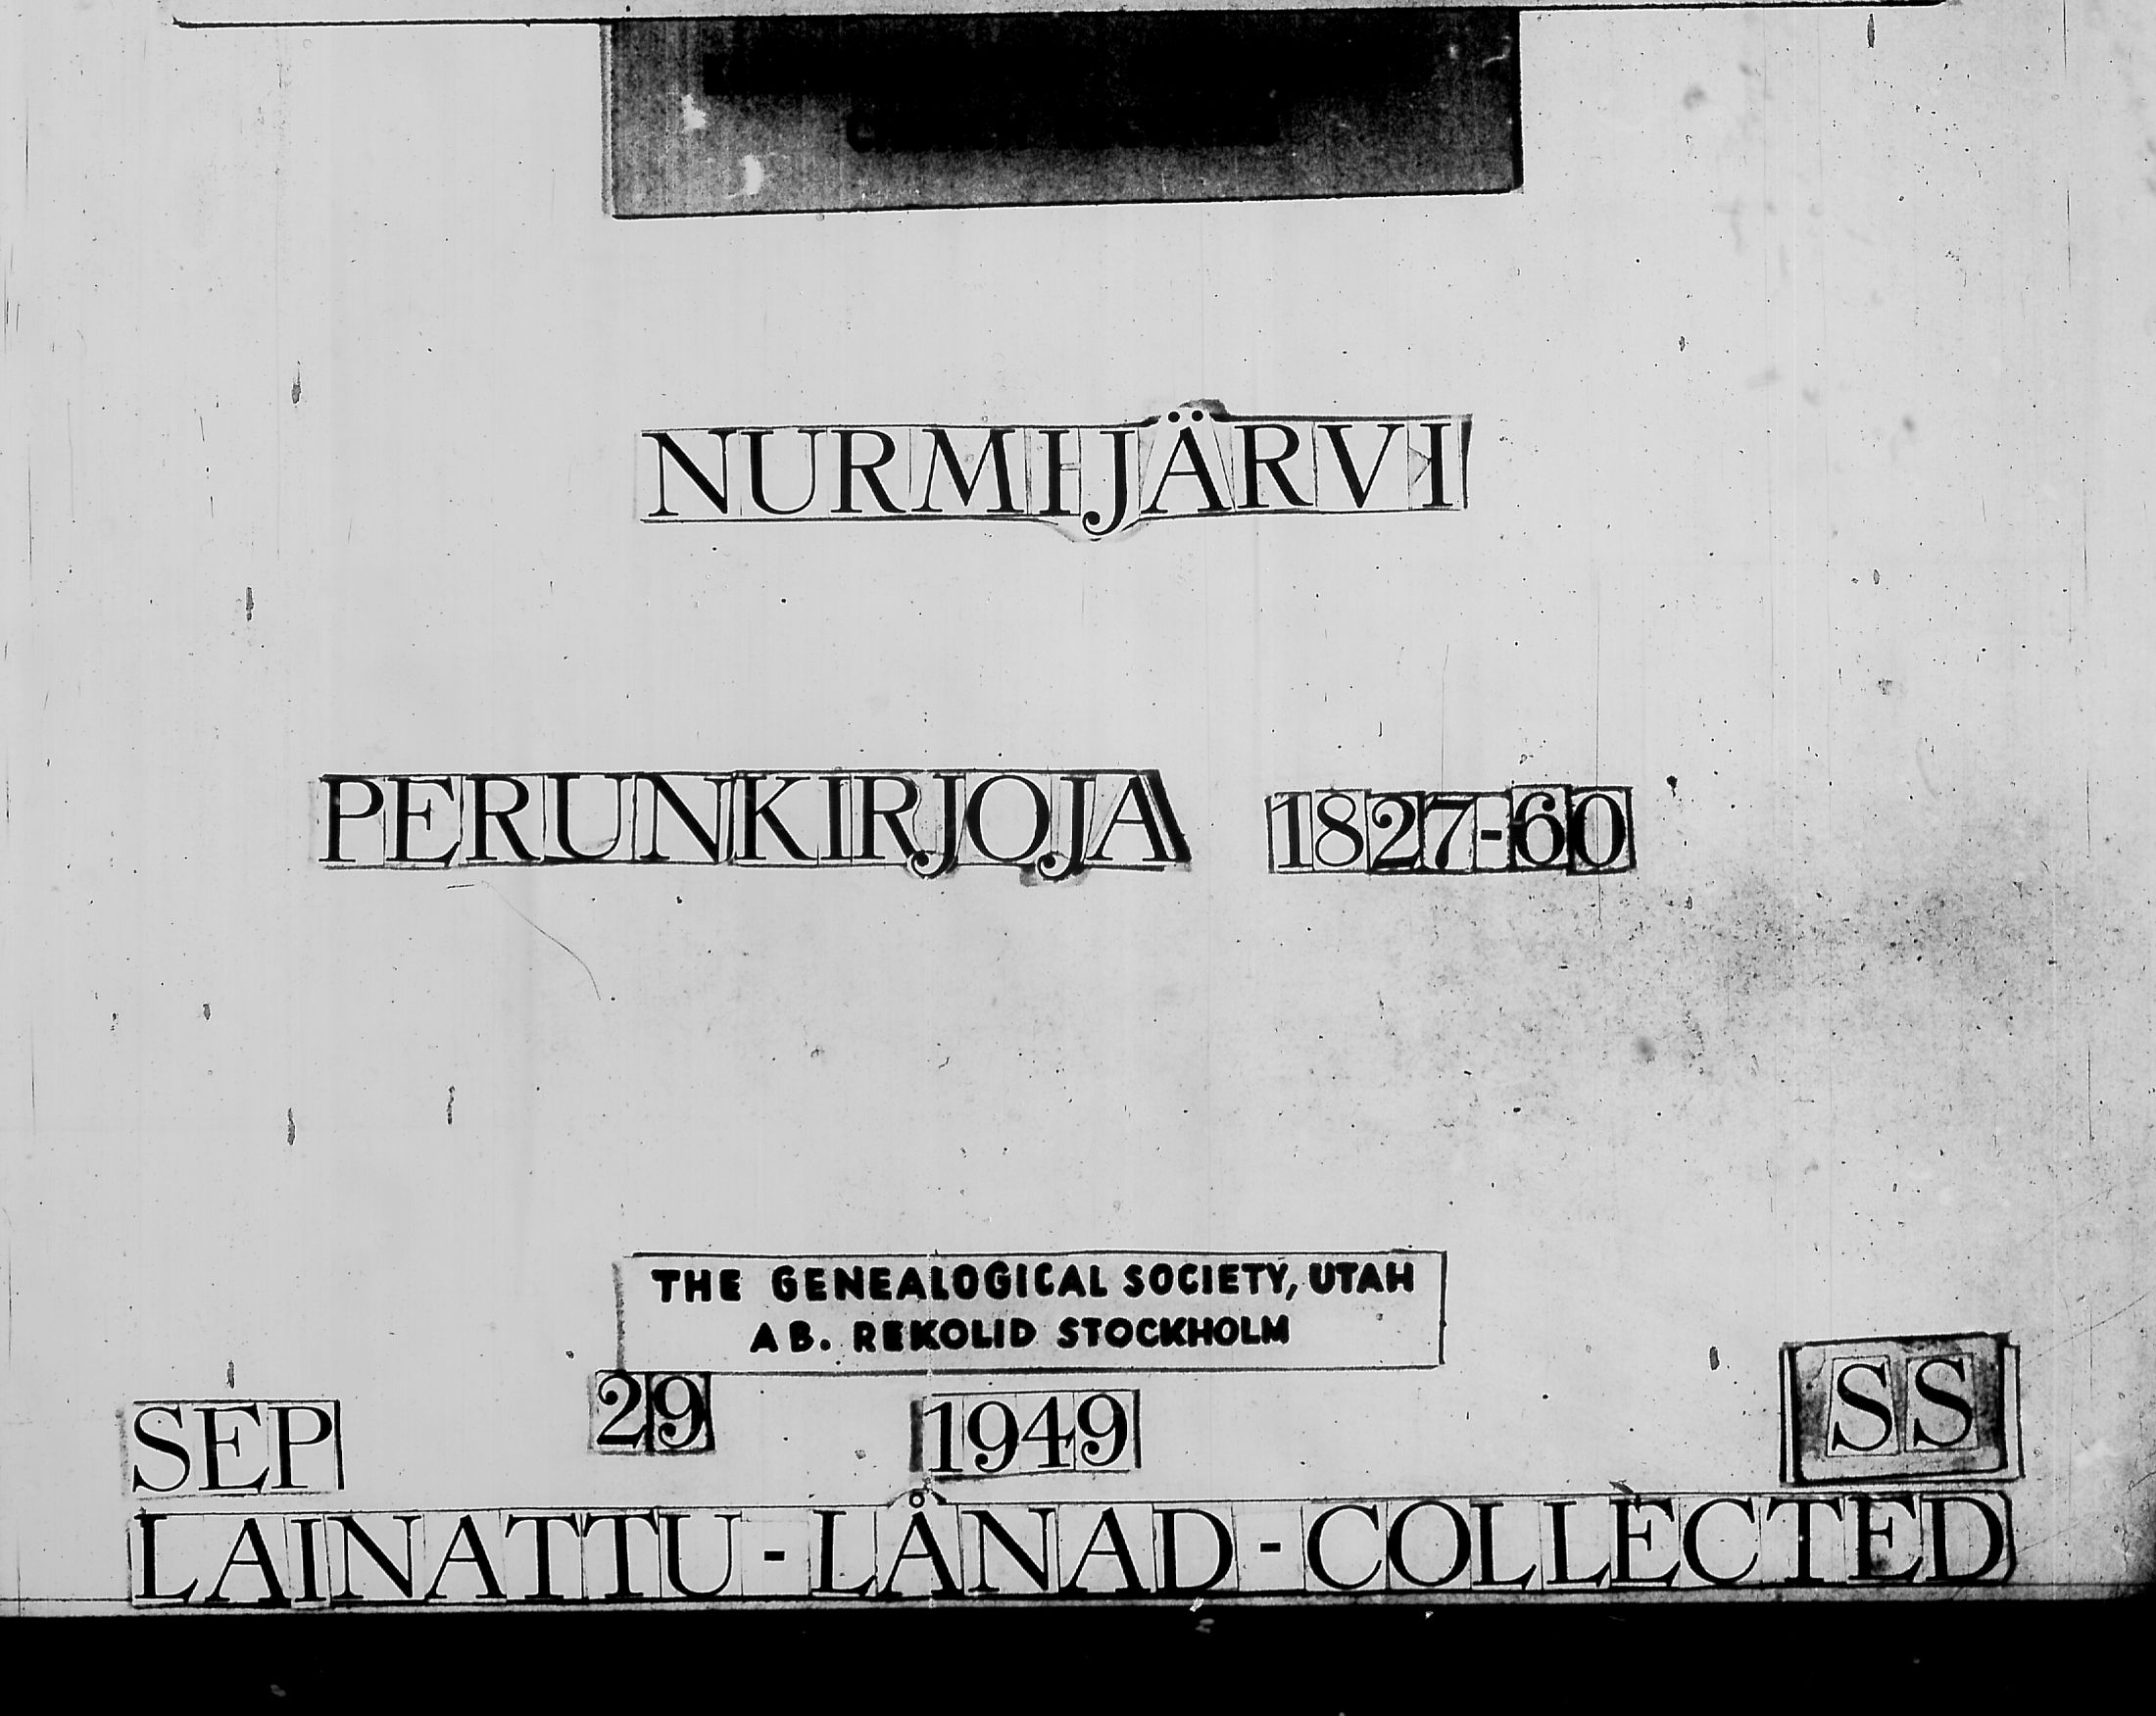 NURMIJÄRVI
PERUNKIRJOJA 1827-60
THE GENEALOGICAL SOCIETY, UTAH
AB. REKOLID STOCKHOLM
SEP 29 1949 SS
LAINATTU - LÅNAD - COLLECTED